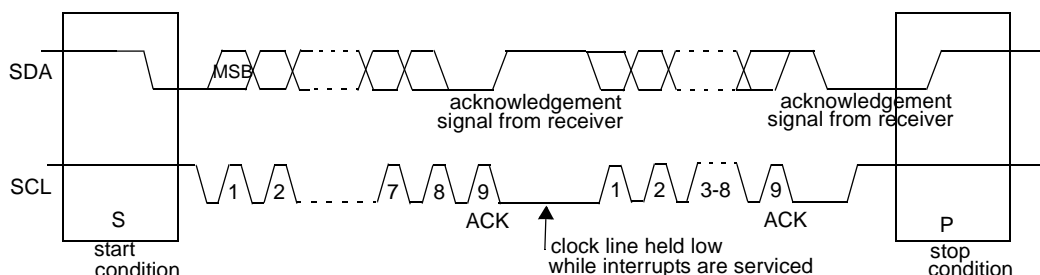 SDA
MSB
acknowledgement
signal from receiver
acknowledgement
signal from receiver
SCL
1 2 7 8 9 1 2 3-8 9
S
ACK
ACK
P
start
condition
clock line held low
while interrupts are serviced
stop
condition